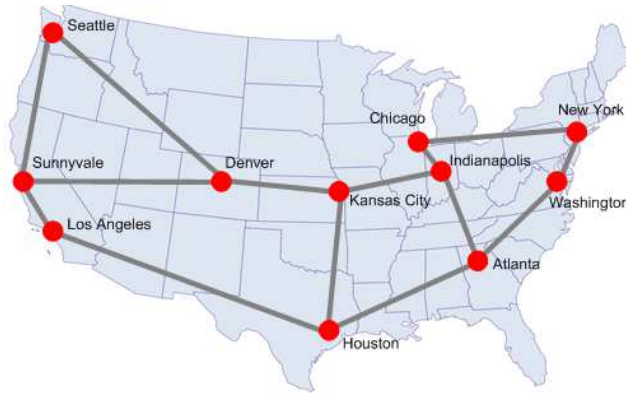 Seattle
New York
Chicago
Sunnyvale
Denver
Indianapolis
Kansas City
Washington
Los Angeles
Atlanta
Houston